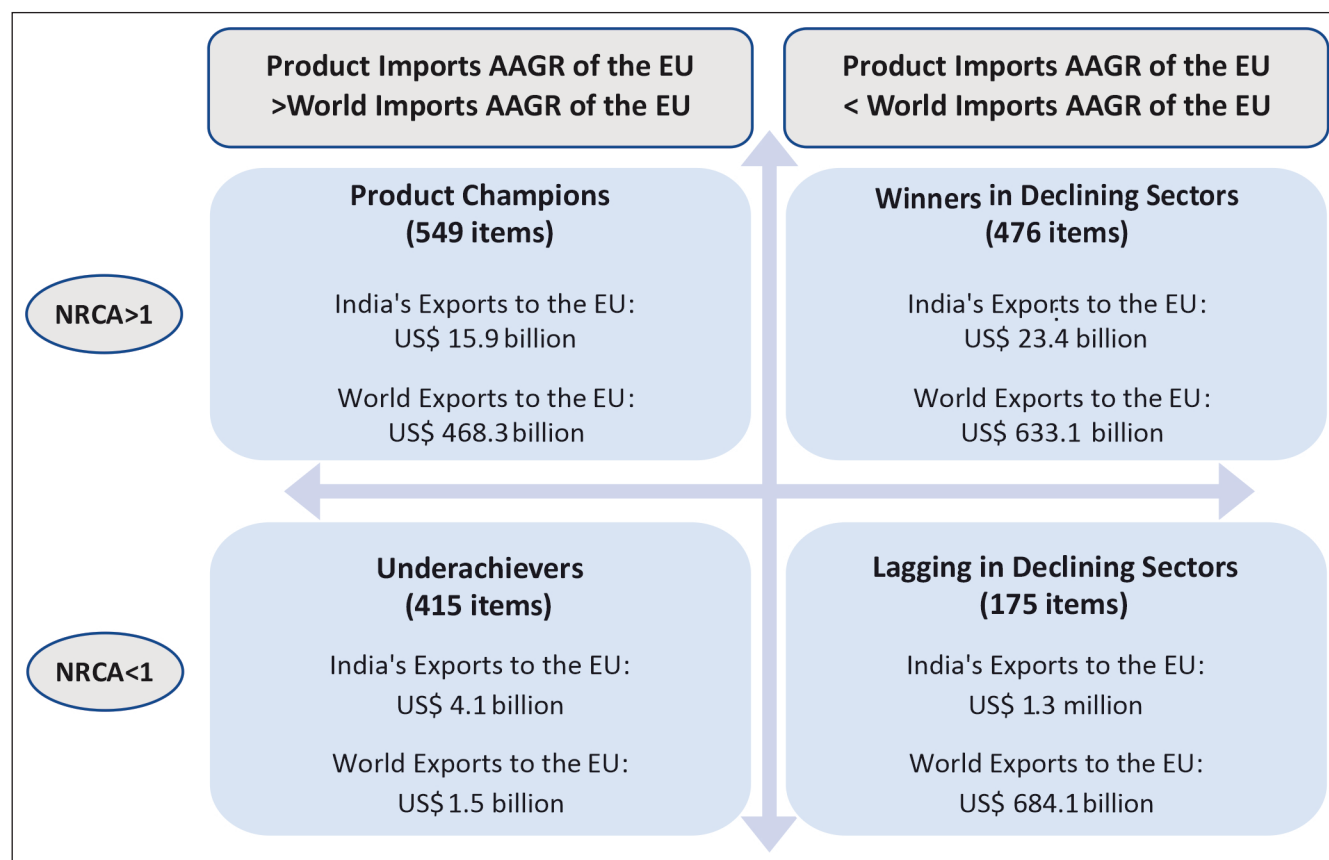 Product Imports AAGR of the EU
>World Imports AAGR of the EU
Product Imports AAGR of the EU
< World Imports AAGR of the EU
NRCA>1
Product Champions
(549 items)
India's Exports to the EU:
US$ 15.9 billion
World Exports to the EU:
US$ 468.3 billion
Winners in Declining Sectors
(476 items)
India's Exports to the EU:
:
US$ 23.4 billion
World Exports to the EU:
US$ 633.1 billion
NRCA<1
Underachievers
(415 items)
India's Exports to the EU:
US$ 4.1 billion
World Exports to the EU:
US$ 1.5 billion
Lagging in Declining Sectors
(175 items)
India's Exports to the EU:
US$ 1.3 million
World Exports to the EU:
US$ 684.1 billion